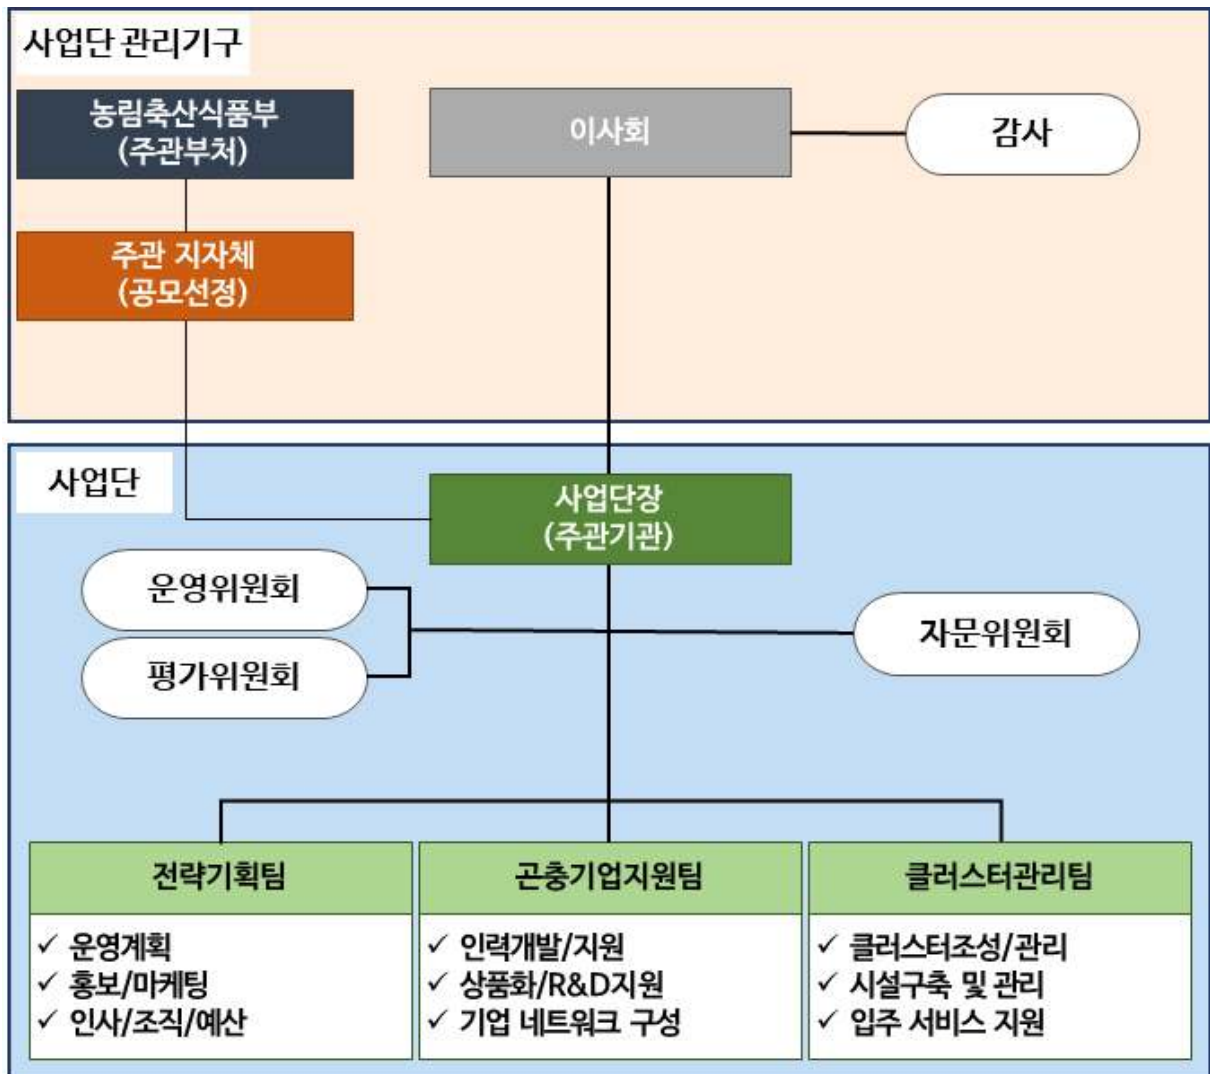 사업단 관리기구
농림축산식품부
(주관부처)
이사회
감사
주관 지자체
(공모선정)
사업단
사업단장
(주관기관)
운영위원회
자문위원회
평가위원회
전략기획팀
✓ 운영계획
✓ 홍보/마케팅
✓ 인사/조직/예산
곤충기업지원팀
✓ 인력개발/지원
✓ 상품화/R&D지원
✓ 기업 네트워크 구성
클러스터관리팀
✓ 클러스터조성/관리
✓ 시설구축 및 관리
✓ 입주 서비스 지원